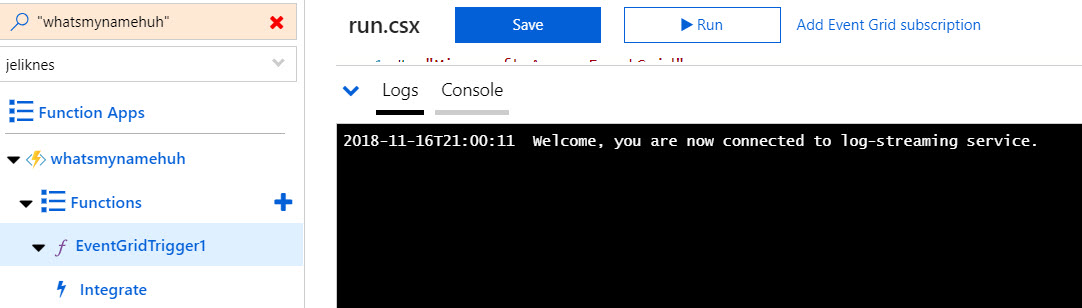 "whatsmynamehuh"
jeliknes
Function Apps
whatsmynamehuh
Functions
EventGridTrigger1
Integrate
run.csx
Save
Run
Add Event Grid subscription
Logs
Console
2018-11-16T21:00:11 Welcome, you are now connected to log-streaming service.